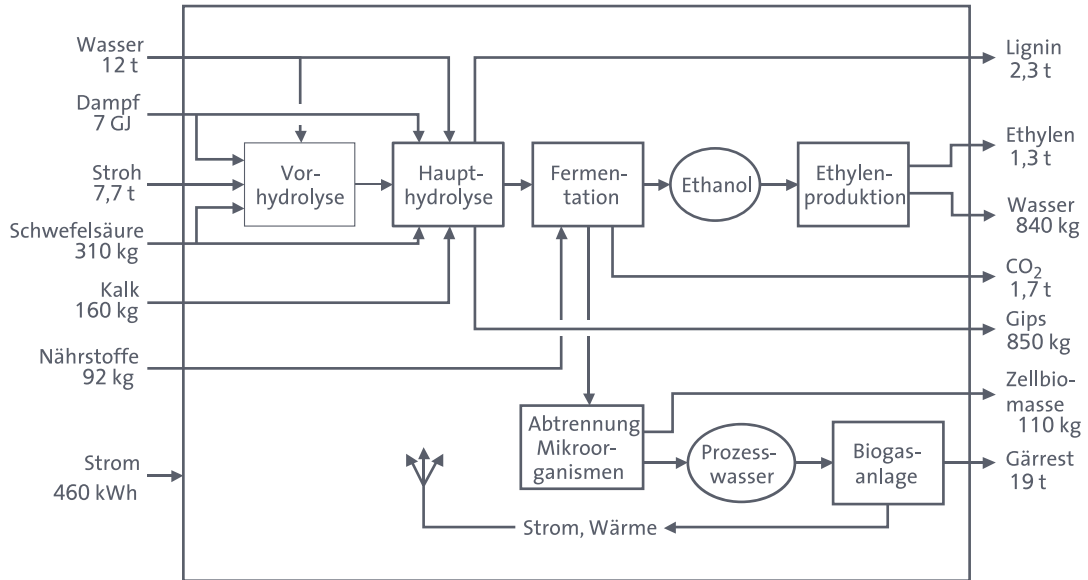 Wasser
12 t
Dampf
7 GJ
Stroh
7,7 t
Schwefelsäure
310 kg
Kalk
160 kg
Nährstoffe
92 kg
Strom
460 kWh
Vor-
hydrolyse
Haupt-
hydrolyse
Fermen-
tation
Ethanol
Ethylen-
produktion
Abtrennung
Mikroor-
ganismen
Prozess-
wasser
Biogas-
anlage
Strom, Wärme
Lignin
2,3 t
Ethylen
1,3 t
Wasser
840 kg
CO₂
1,7 t
Gips
850 kg
Zellbio-
masse
110 kg
Gärrest
19 t